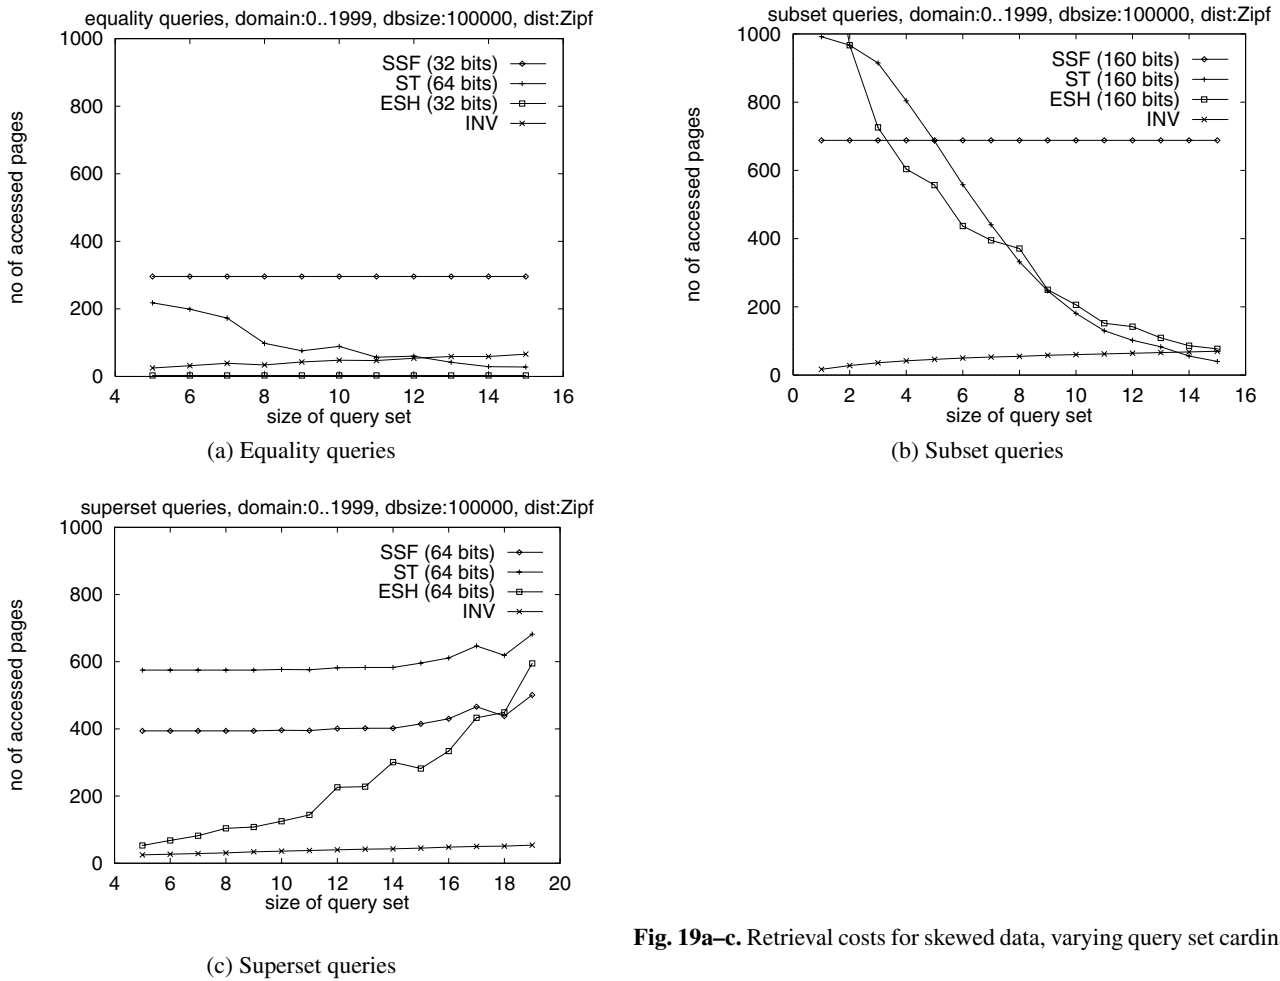 equality queries, domain:0..1999, dbsize:100000, dist:Zipf
1000
800
600
400
200
0
no of accessed pages
SSF (32 bits)
ST (64 bits)
ESH (32 bits)
INV
4 6 8 10 12 14 16
size of query set
(a) Equality queries
subset queries, domain:0..1999, dbsize:100000, dist:Zipf
1000
800
600
400
200
0
no of accessed pages
SSF (160 bits)
ST (160 bits)
ESH (160 bits)
INV
0 2 4 6 8 10 12 14 16
size of query set
(b) Subset queries
superset queries, domain:0..1999, dbsize:100000, dist:Zipf
1000
800
600
400
200
0
no of accessed pages
SSF (64 bits)
ST (64 bits)
ESH (64 bits)
INV
4 6 8 10 12 14 16 18 20
size of query set
(c) Superset queries
Fig. 19a–c. Retrieval costs for skewed data, varying query set cardin